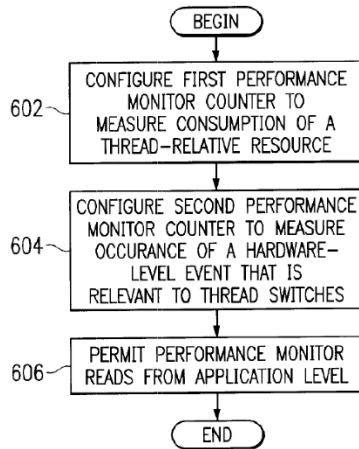 BEGIN
602
CONFIGURE FIRST PERFORMANCE
MONITOR COUNTER TO
MEASURE CONSUMPTION OF A
THREAD-RELATIVE RESOURCE
604
CONFIGURE SECOND PERFORMANCE
MONITOR COUNTER TO MEASURE
OCCURANCE OF A HARDWARE-
LEVEL EVENT THAT IS
RELEVANT TO THREAD SWITCHES
606
PERMIT PERFORMANCE MONITOR
READS FROM APPLICATION LEVEL
END